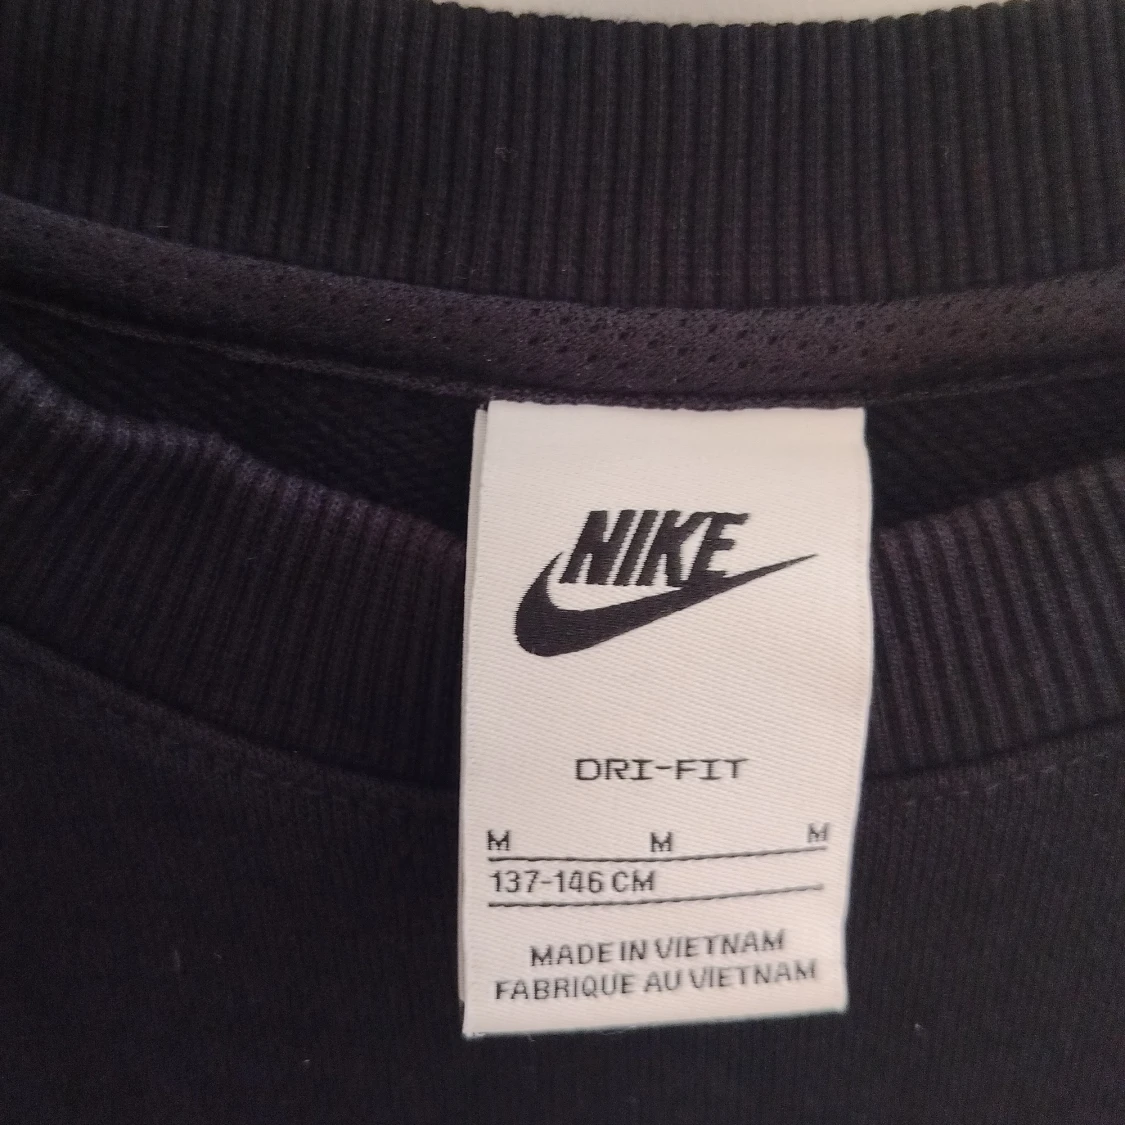 NIKE
DRI-FIT
M M M
137-146 CM
MADE IN VIETNAM
FABRIQUE AU VIETNAM